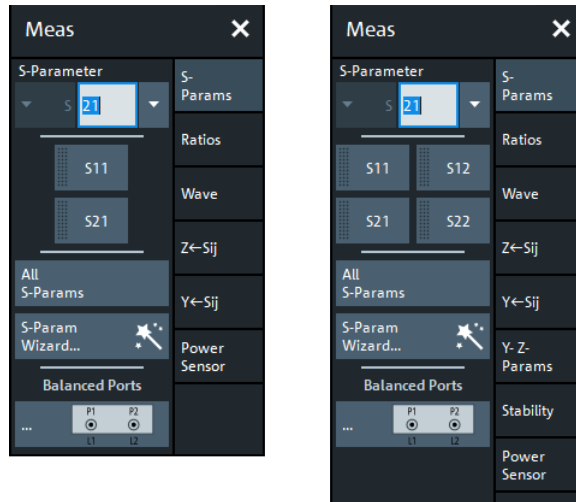 Meas
S-Parameter
S 21
S11
S21
All
S-Params
S-Param
Wizard...
Balanced Ports
...
P1 P2
L1 L2
S-
Params
Ratios
Wave
Z←Sij
Y←Sij
Power
Sensor
Meas
S-Parameter
S 21
S11 S12
S21 S22
All
S-Params
S-Param
Wizard...
Balanced Ports
...
P1 P2
L1 L2
S-
Params
Ratios
Wave
Z←Sij
Y←Sij
Y- Z-
Params
Stability
Power
Sensor